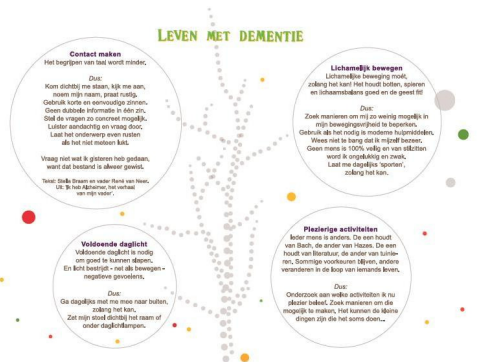 LEVEN MET DEMENTIE
Contact maken
Het begrijpen van taal wordt minder.
Dus:
Kom dichtbij me staan, kijk me aan,
noem mijn naam, praat rustig.
Gebruik korte en eenvoudige zinnen.
Geen dubbele informatie in één zin.
Stel de vragen zo concreet mogelijk.
Luister aandachtig en vraag door.
Laat het onderwerp even rusten
als het niet meteen lukt.
Vraag niet wat ik gisteren heb gedaan,
want dat bestand is alweer gewist.
Tekst: Stella Braam en vader René van Neer.
Uit: 'Ik heb Alzheimer, het verhaal
van mijn vader'.
Lichamelijk bewegen
Lichamelijke beweging moét,
zolang het kan! Het houdt botten, spieren
en lichaamsbalans goed en de geest fit!
Dus:
Zoek manieren om mij zo weinig mogelijk in
mijn bewegingsvrijheid te beperken.
Gebruik als het nodig is moderne hulpmiddelen.
Wees niet te bang dat ik mijzelf bezeer.
Geen mens is 100% veilig en van stilzitten
word ik ongelukkig en zwak.
Laat me dagelijks 'sporten',
zolang het kan.
Voldoende daglicht
Voldoende daglicht is nodig
om goed te kunnen slapen.
En licht bestrijdt - net als bewegen -
negatieve gevoelens.
Dus:
Ga dagelijks met me mee naar buiten,
zolang het kan.
Zet mijn stoel dichtbij het raam of
onder daglichtlampen.
Plezierige activiteiten
Ieder mens is anders. De een houdt
van Bach, de ander van Hazes. De een
houdt van literatuur, de ander van tuinie-
ren. Sommige voorkeuren blijven, andere
veranderen in de loop van iemands leven.
Dus:
Onderzoek aan welke activiteiten ik nu
plezier beleef. Zoek manieren om die
mogelijk te maken. Het kunnen de kleine
dingen zijn die het soms doen...